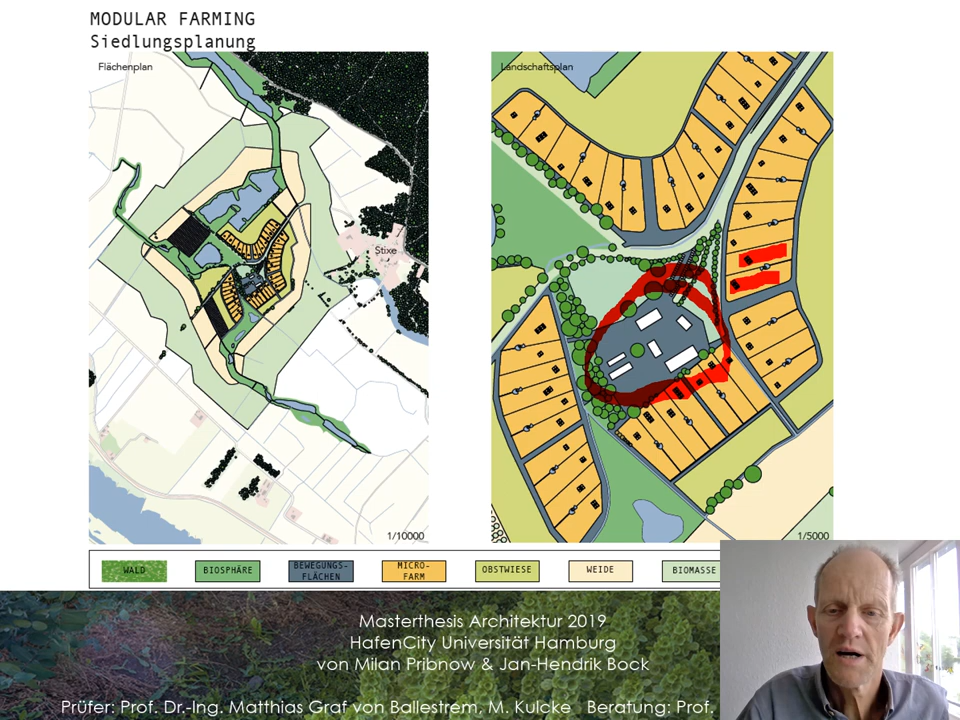 MODULAR FARMING
Siedlungsplanung
Flächenplan
Landschaftsplan
Stixe
1/10000
1/5000
WALD
BIOSPHÄRE
BEWEGUNGS-
FLÄCHEN
MICRO-
FARM
OBSTWIESE
WEIDE
BIOMASSE
Masterthesis Architektur 2019
HafenCity Universität Hamburg
von Milan Pribnow & Jan-Hendrik Bock
Prüfer: Prof. Dr.-Ing. Matthias Graf von Ballestrem, M. Kulcke Beratung: Prof.